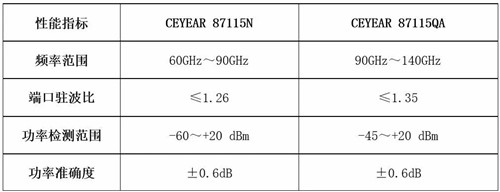 性能指标 CEYEAR 87115N CEYEAR 87115QA
频率范围 60GHz～90GHz 90GHz～140GHz
端口驻波比 ≤1.26 ≤1.35
功率检测范围 -60～+20 dBm -45～+20 dBm
功率准确度 ±0.6dB ±0.6dB